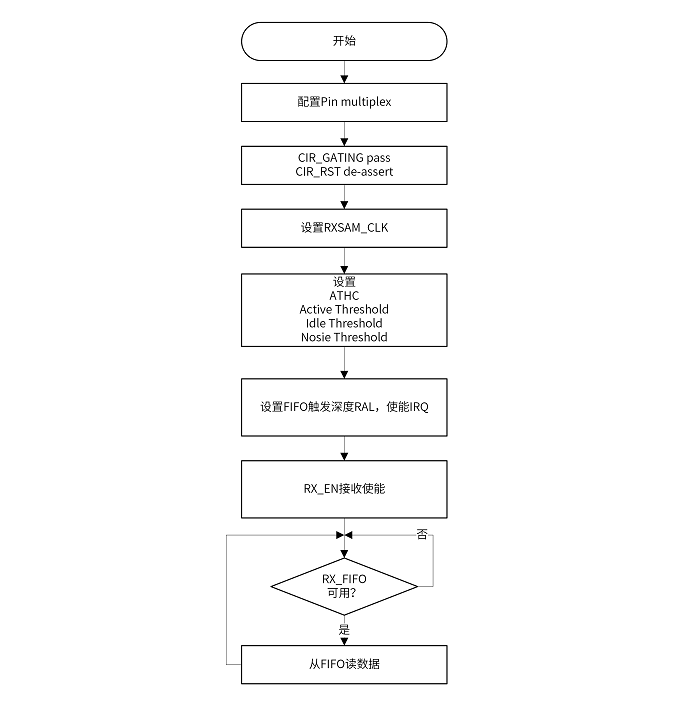 开始
配置Pin multiplex
CIR_GATING pass
CIR_RST de-assert
设置RXSAM_CLK
设置
ATHC
Active Threshold
Idle Threshold
Nosie Threshold
设置FIFO触发深度RAL，使能IRQ
RX_EN接收使能
否
RX_FIFO
可用？
是
从FIFO读数据